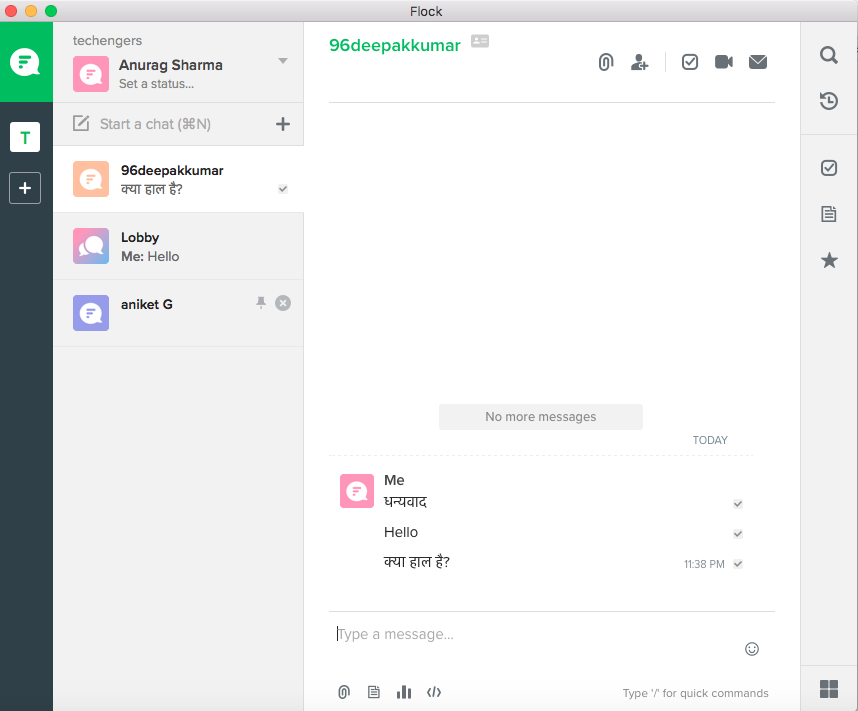 Flock
techengers
Anurag Sharma
Set a status...
Start a chat (⌘N)
T
96deepakkumar
क्या हाल है?
Lobby
Me: Hello
aniket G
96deepakkumar
No more messages
TODAY
Me
धन्यवाद
Hello
क्या हाल है?
11:38 PM
Type a message...
Type '/' for quick commands